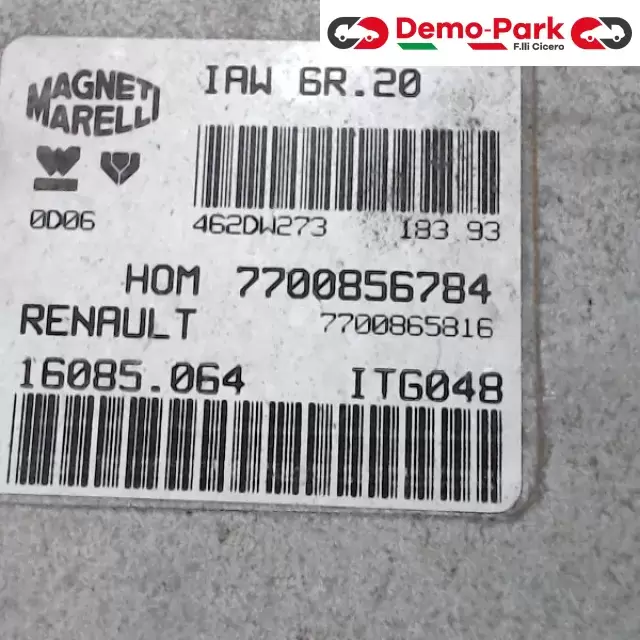 Demo-Park
F.lli Cicero
MAGNETI
MARELLI
IAW 6R.20
0D06
462DW273 183 93
HOM 7700856784
RENAULT 7700865816
16085.064 ITG048